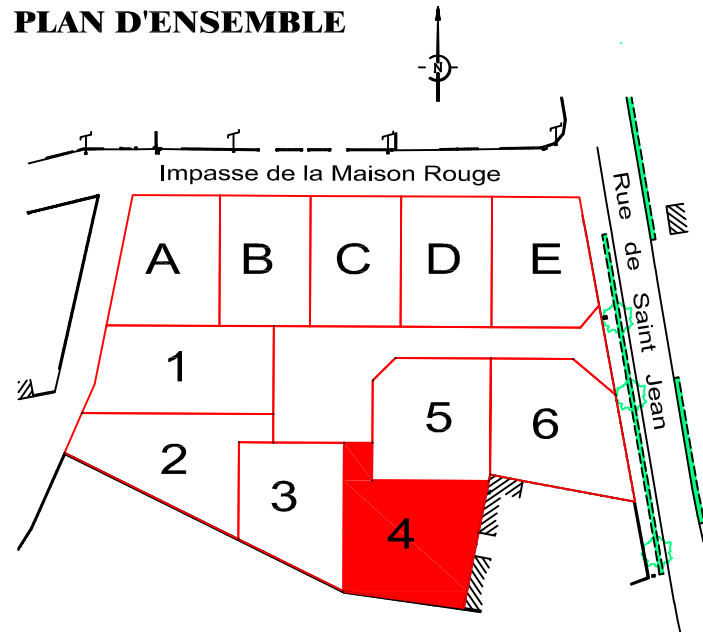 PLAN D'ENSEMBLE
N
Impasse de la Maison Rouge
Rue de Saint Jean
A
B
C
D
E
1
5
6
2
3
4